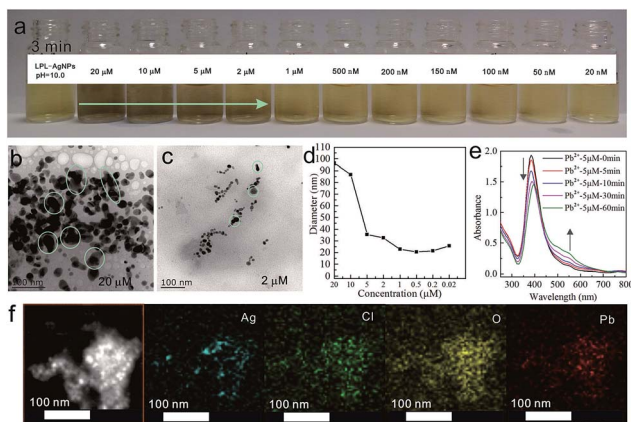 a
3 min
LPL-AgNPs
pH=10.0
20 μM
10 μM
5 μM
2 μM
1 μM
500 nM
200 nM
150 nM
100 nM
50 nM
20 nM
b
100 nm
20 μM
c
100 nm
2 μM
d
Diameter (nm)
110
100
90
80
70
60
50
40
30
20
10
0
20 10 5 2 1 0.5 0.2 0.02
Concentration (μM)
e
Absorbance
2.0
1.5
1.0
0.5
0.0
Pb²⁺-5μM-0min
Pb²⁺-5μM-5min
Pb²⁺-5μM-10min
Pb²⁺-5μM-30min
Pb²⁺-5μM-60min
300 400 500 600 700 800
Wavelength (nm)
f
100 nm
Ag
100 nm
Cl
100 nm
O
100 nm
Pb
100 nm